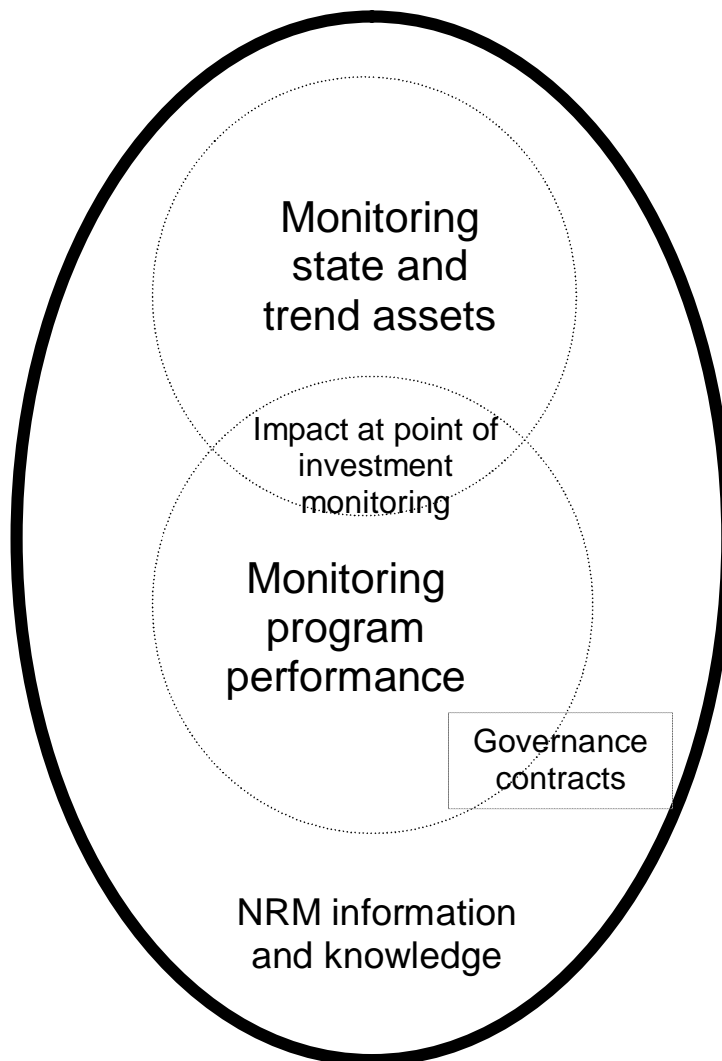 Monitoring
state and
trend assets
Impact at point of
investment
monitoring
Monitoring
program
performance
Governance
contracts
NRM information
and knowledge